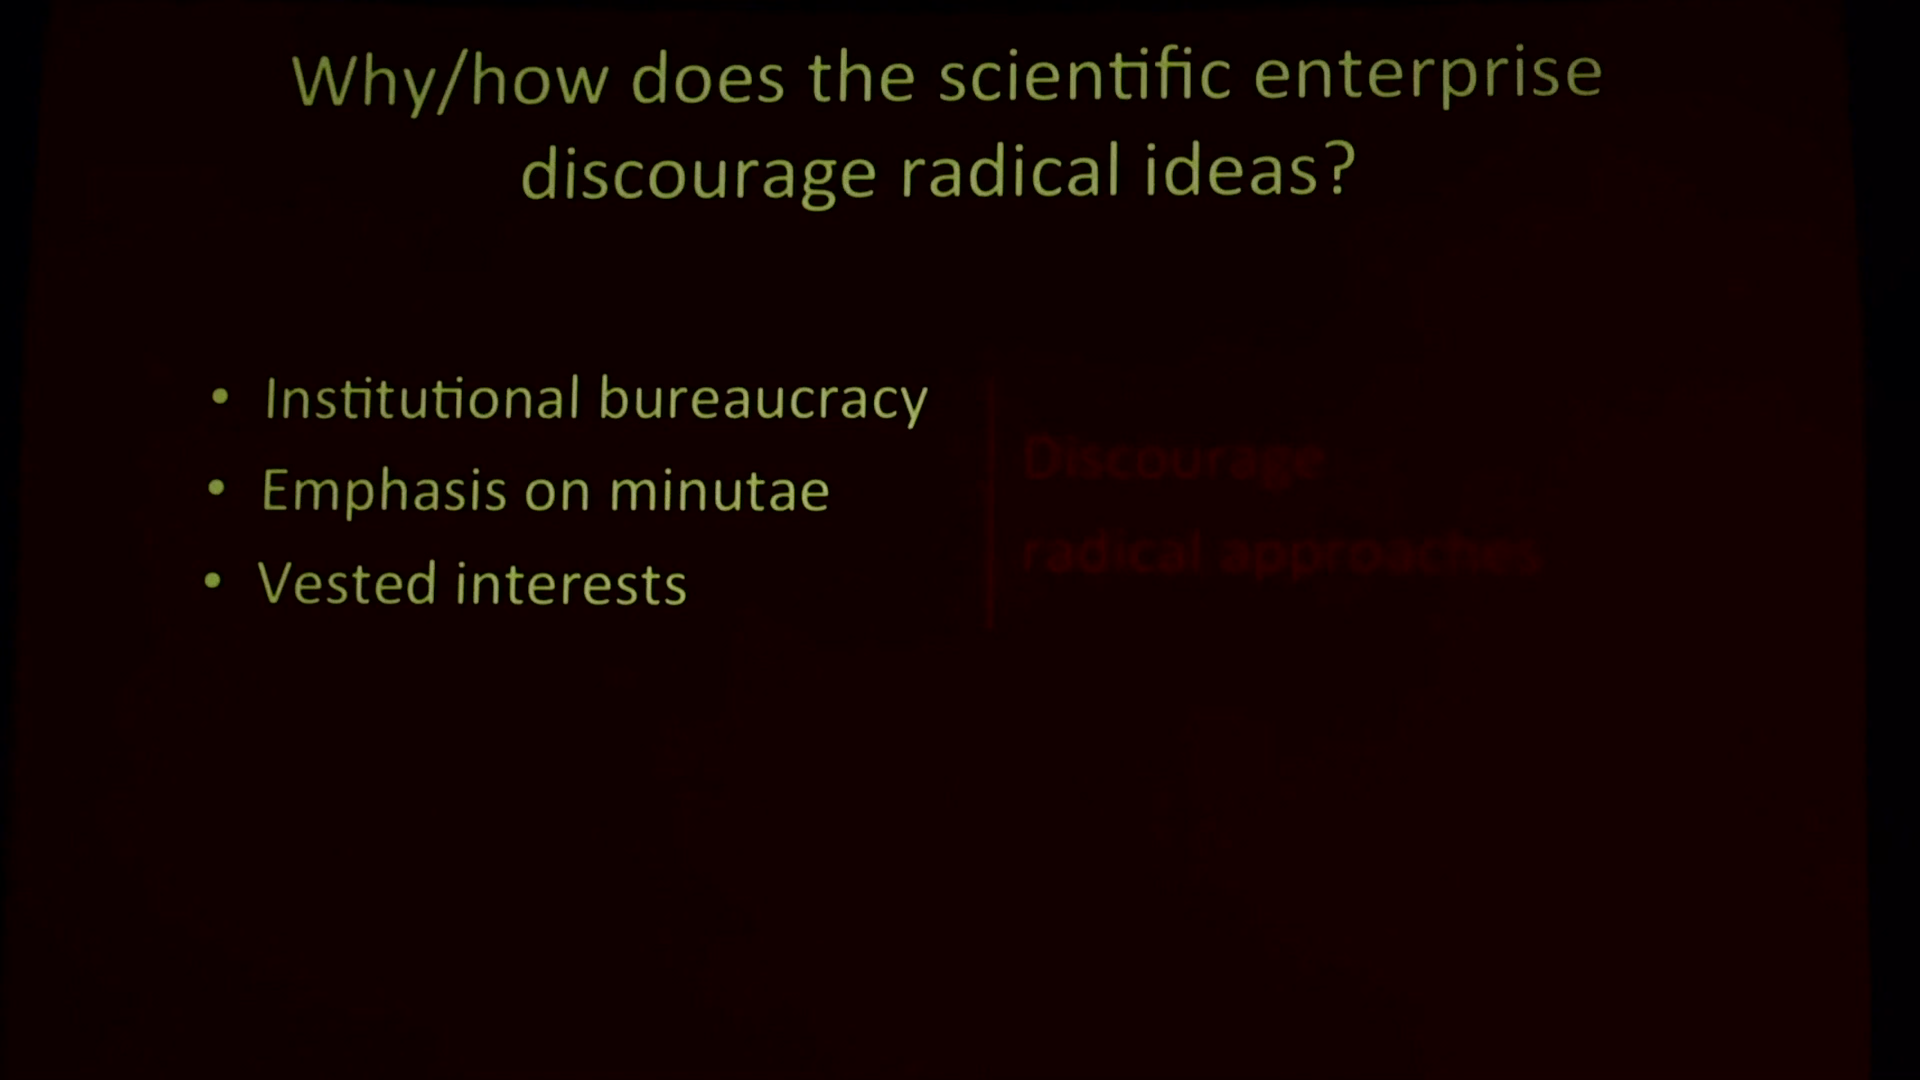 Why/how does the scientific enterprise
discourage radical ideas?
• Institutional bureaucracy
• Emphasis on minutae
• Vested interests
Discourage
radical approaches